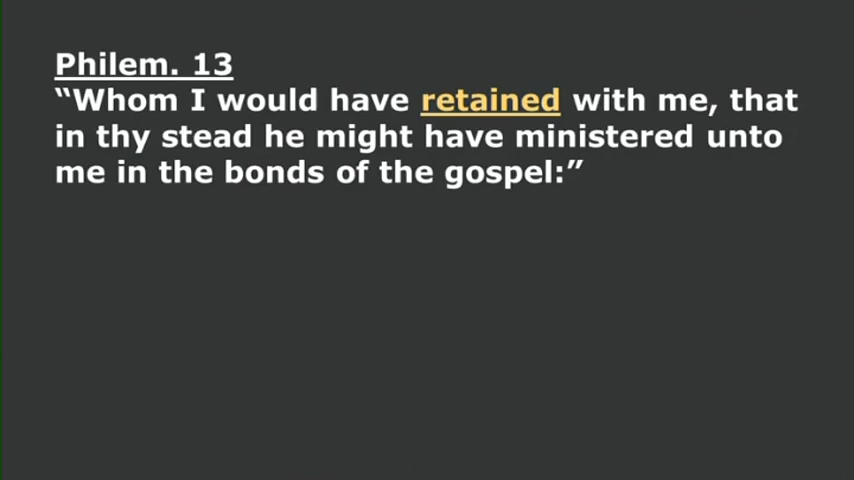 Philem. 13
“Whom I would have retained with me, that
in thy stead he might have ministered unto
me in the bonds of the gospel:”